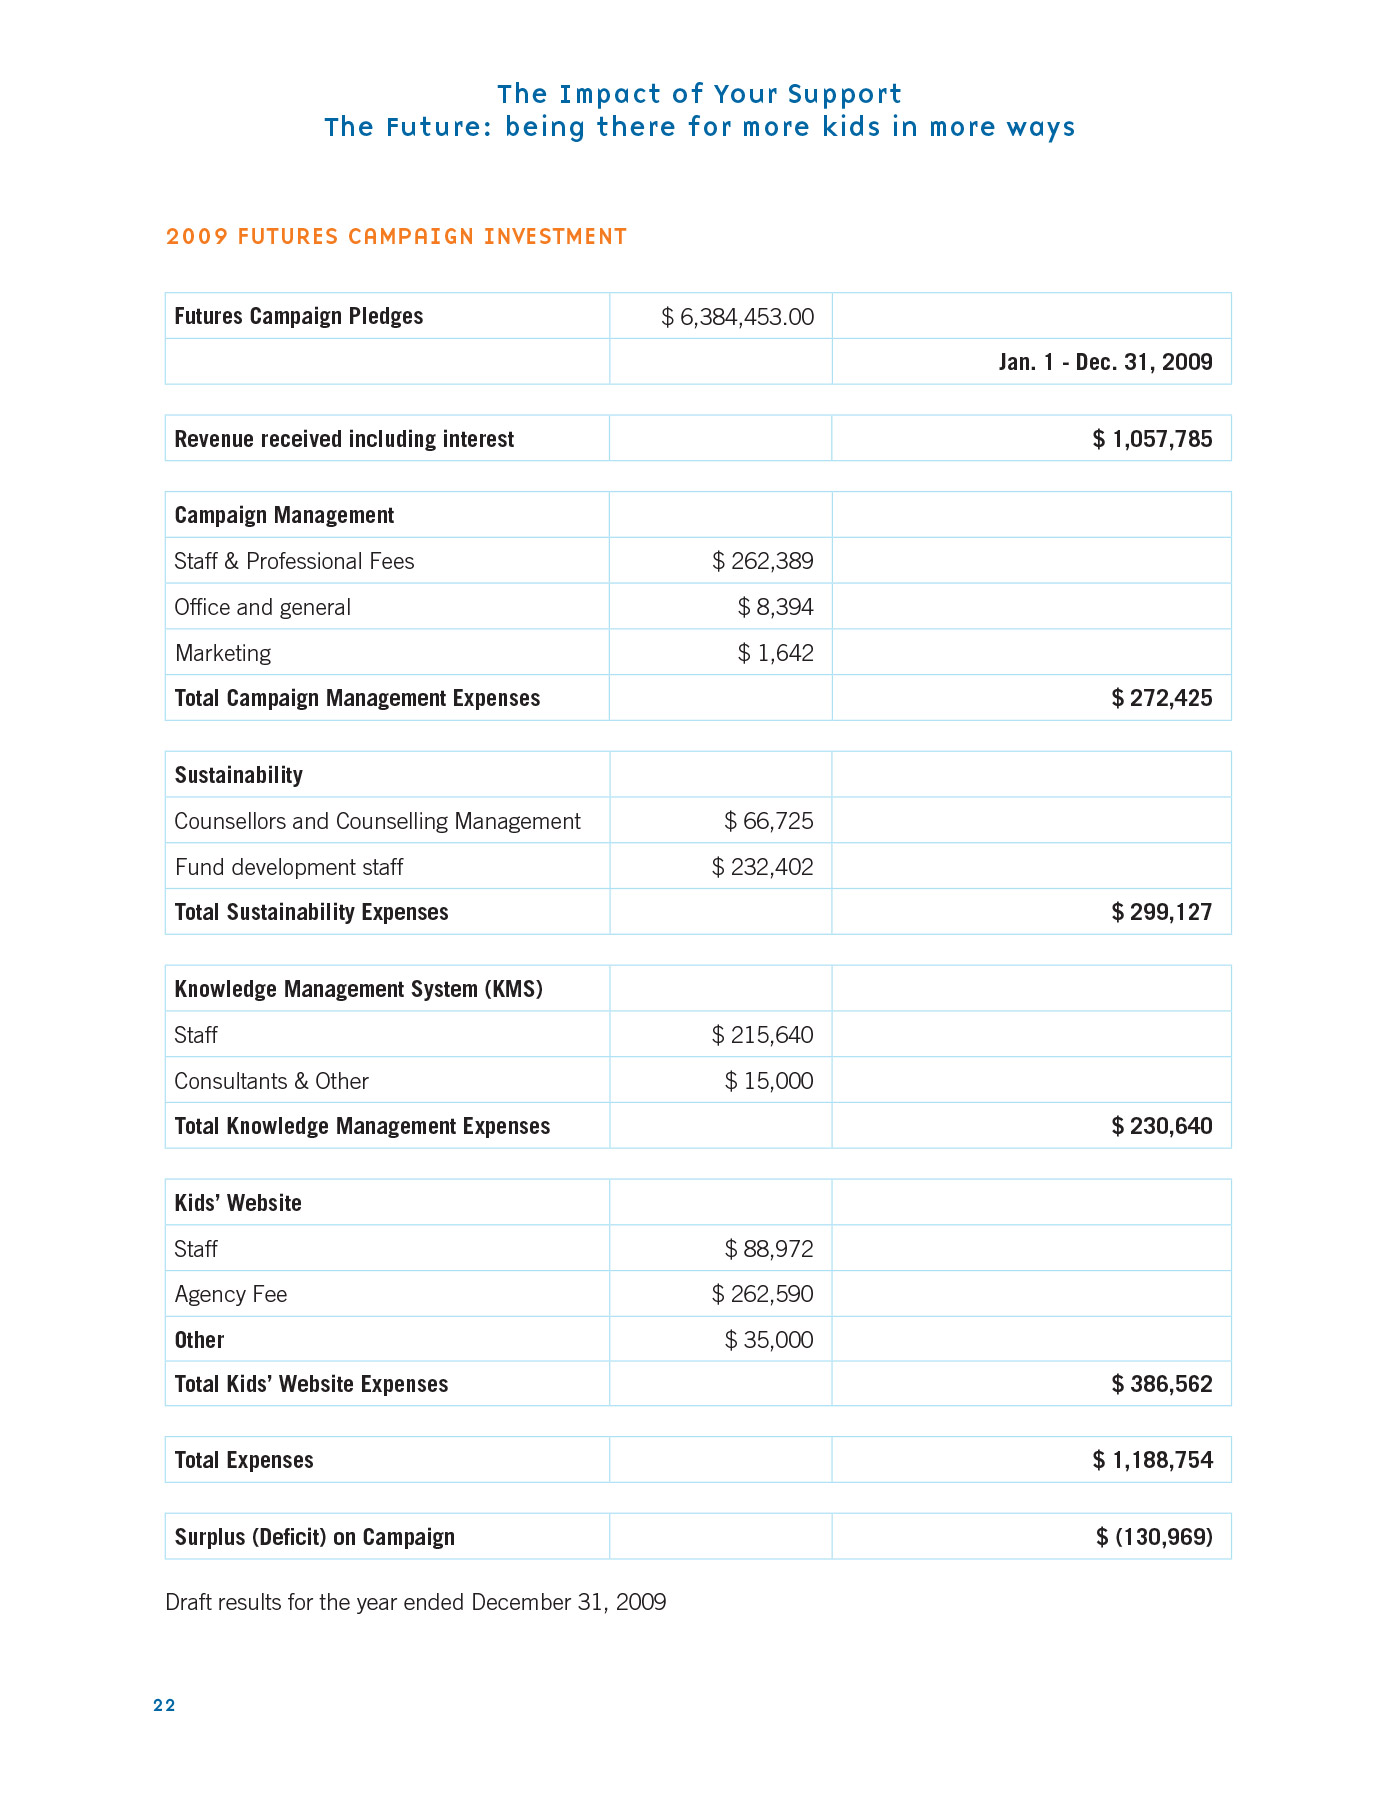 The Impact of Your Support
The Future: being there for more kids in more ways
2009 FUTURES CAMPAIGN INVESTMENT
Futures Campaign Pledges $ 6,384,453.00
Jan. 1 - Dec. 31, 2009
Revenue received including interest $ 1,057,785
Campaign Management
Staff & Professional Fees $ 262,389
Office and general $ 8,394
Marketing $ 1,642
Total Campaign Management Expenses $ 272,425
Sustainability
Counsellors and Counselling Management $ 66,725
Fund development staff $ 232,402
Total Sustainability Expenses $ 299,127
Knowledge Management System (KMS)
Staff $ 215,640
Consultants & Other $ 15,000
Total Knowledge Management Expenses $ 230,640
Kids’ Website
Staff $ 88,972
Agency Fee $ 262,590
Other $ 35,000
Total Kids’ Website Expenses $ 386,562
Total Expenses $ 1,188,754
Surplus (Deficit) on Campaign $ (130,969)
Draft results for the year ended December 31, 2009
22